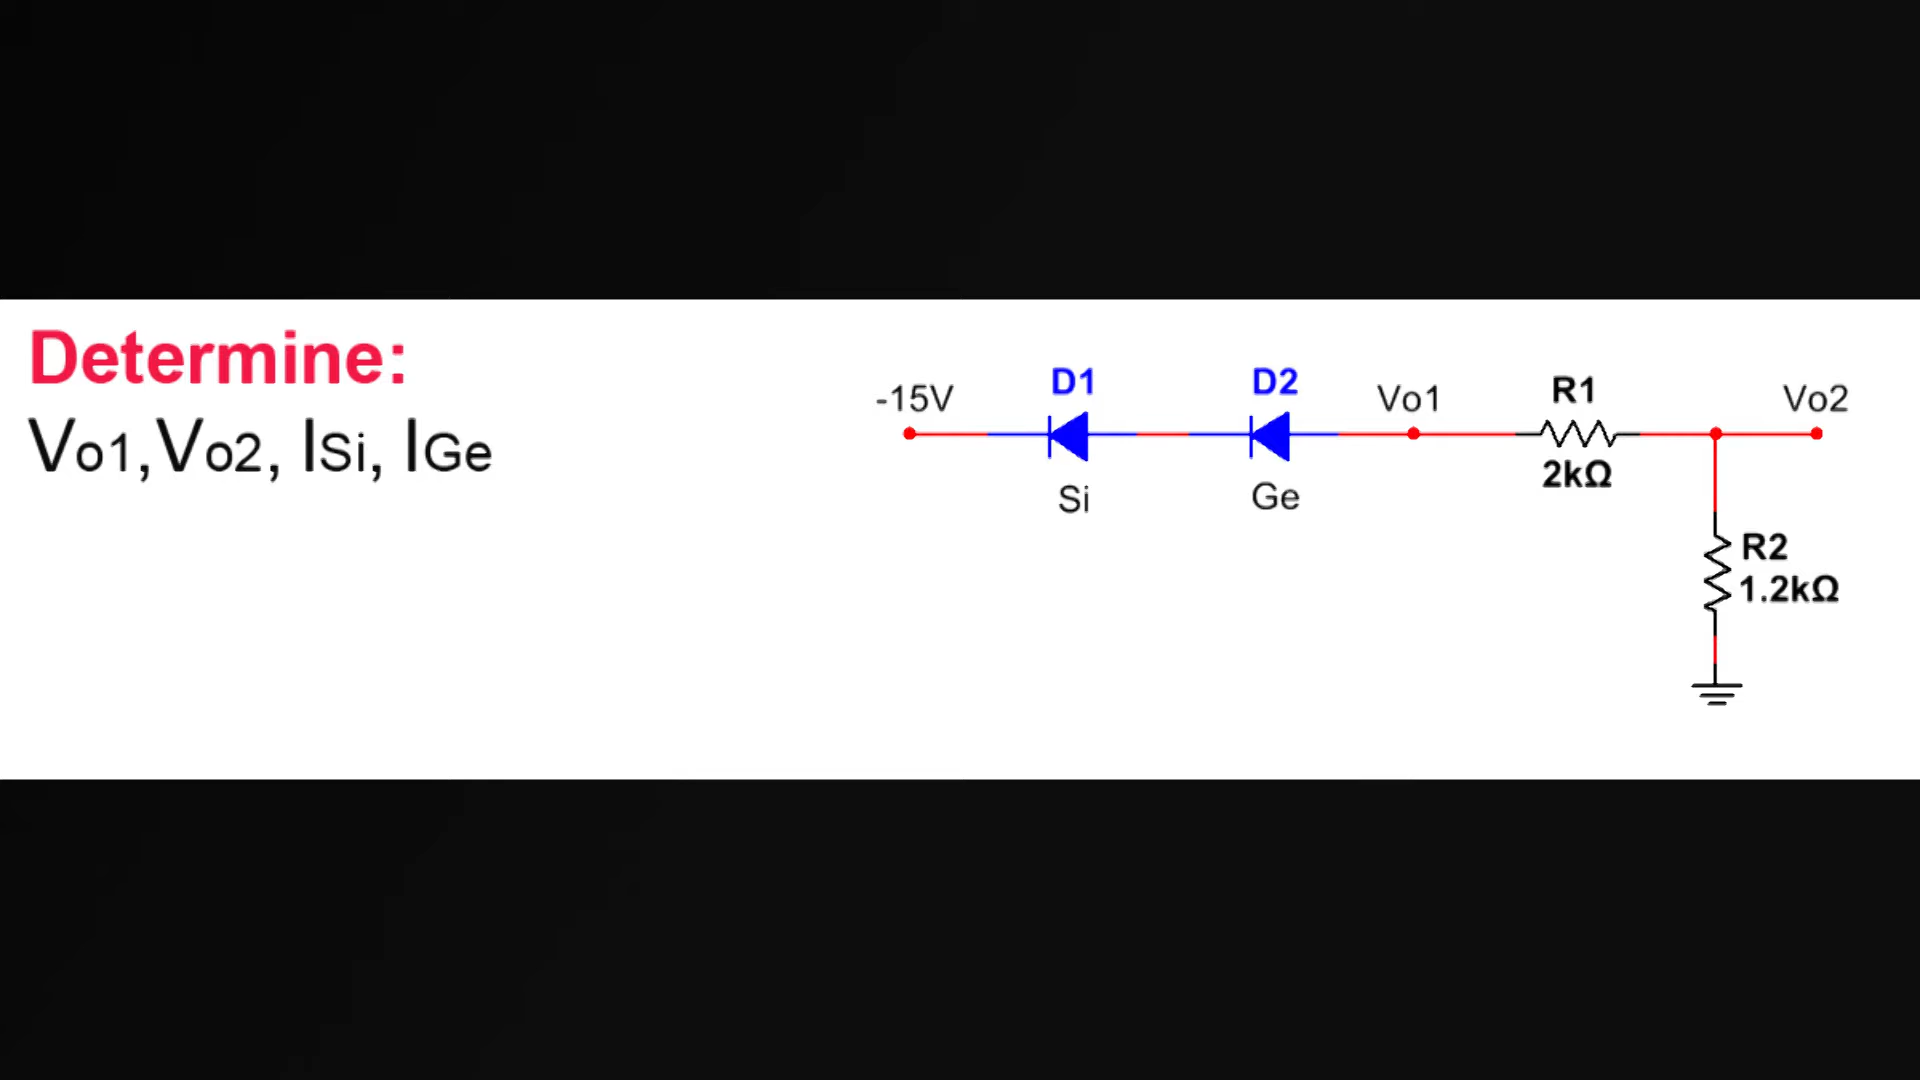 Determine:
Vo1,Vo2, ISi, IGe
-15V
D1
Si
D2
Ge
Vo1
R1
2kΩ
Vo2
R2
1.2kΩ